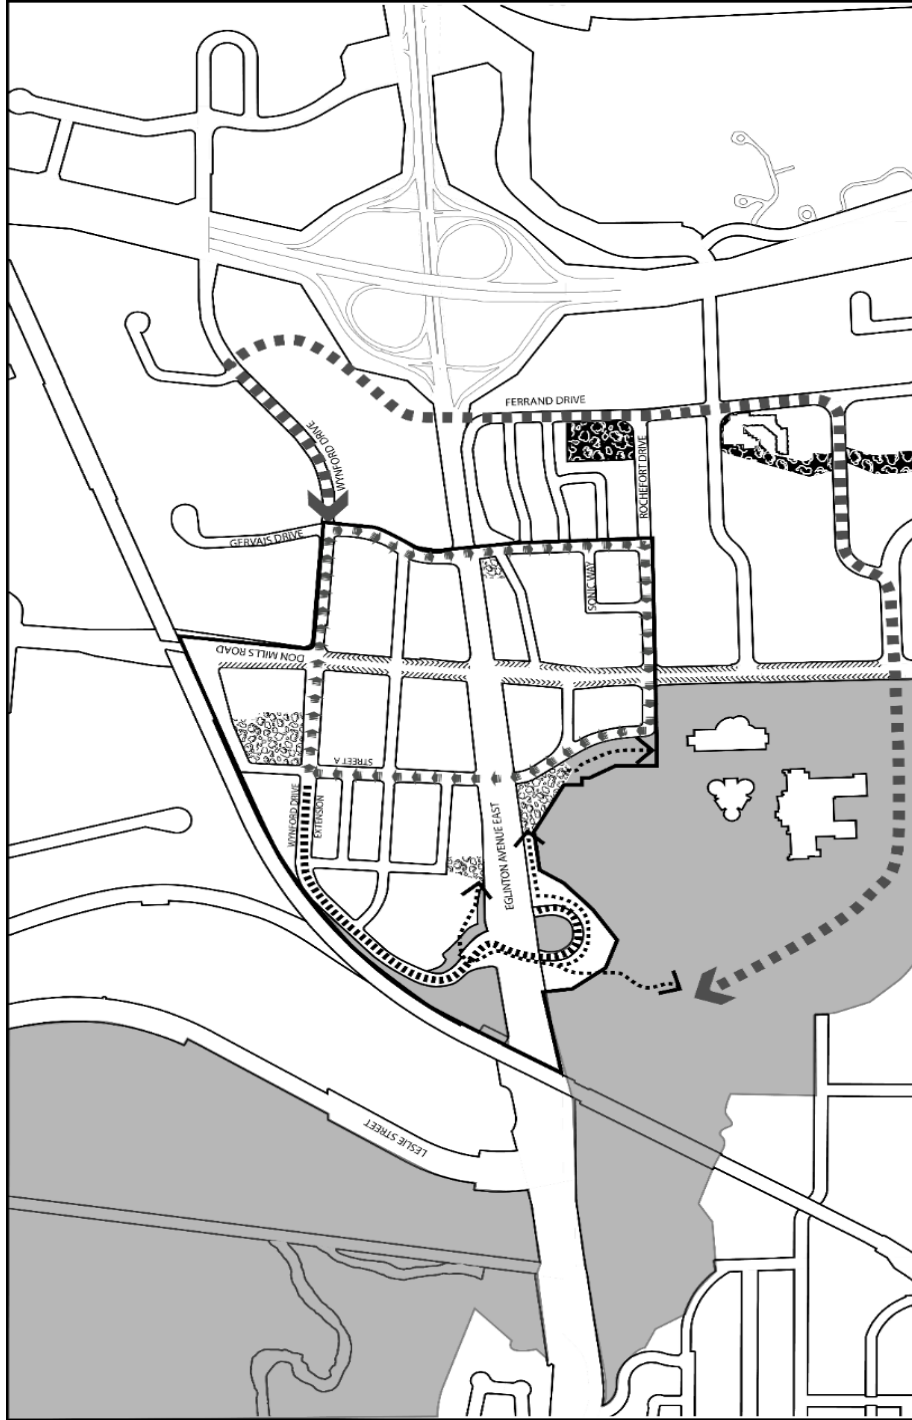 FERRAND DRIVE
WYNFORD DRIVE
ROCHEFORT DRIVE
GERVAIS DRIVE
SONIC WAY
DON MILLS ROAD
STREET A
WYNFORD DRIVE
EXTENSION
EGLINTON AVENUE EAST
LESLIE STREET